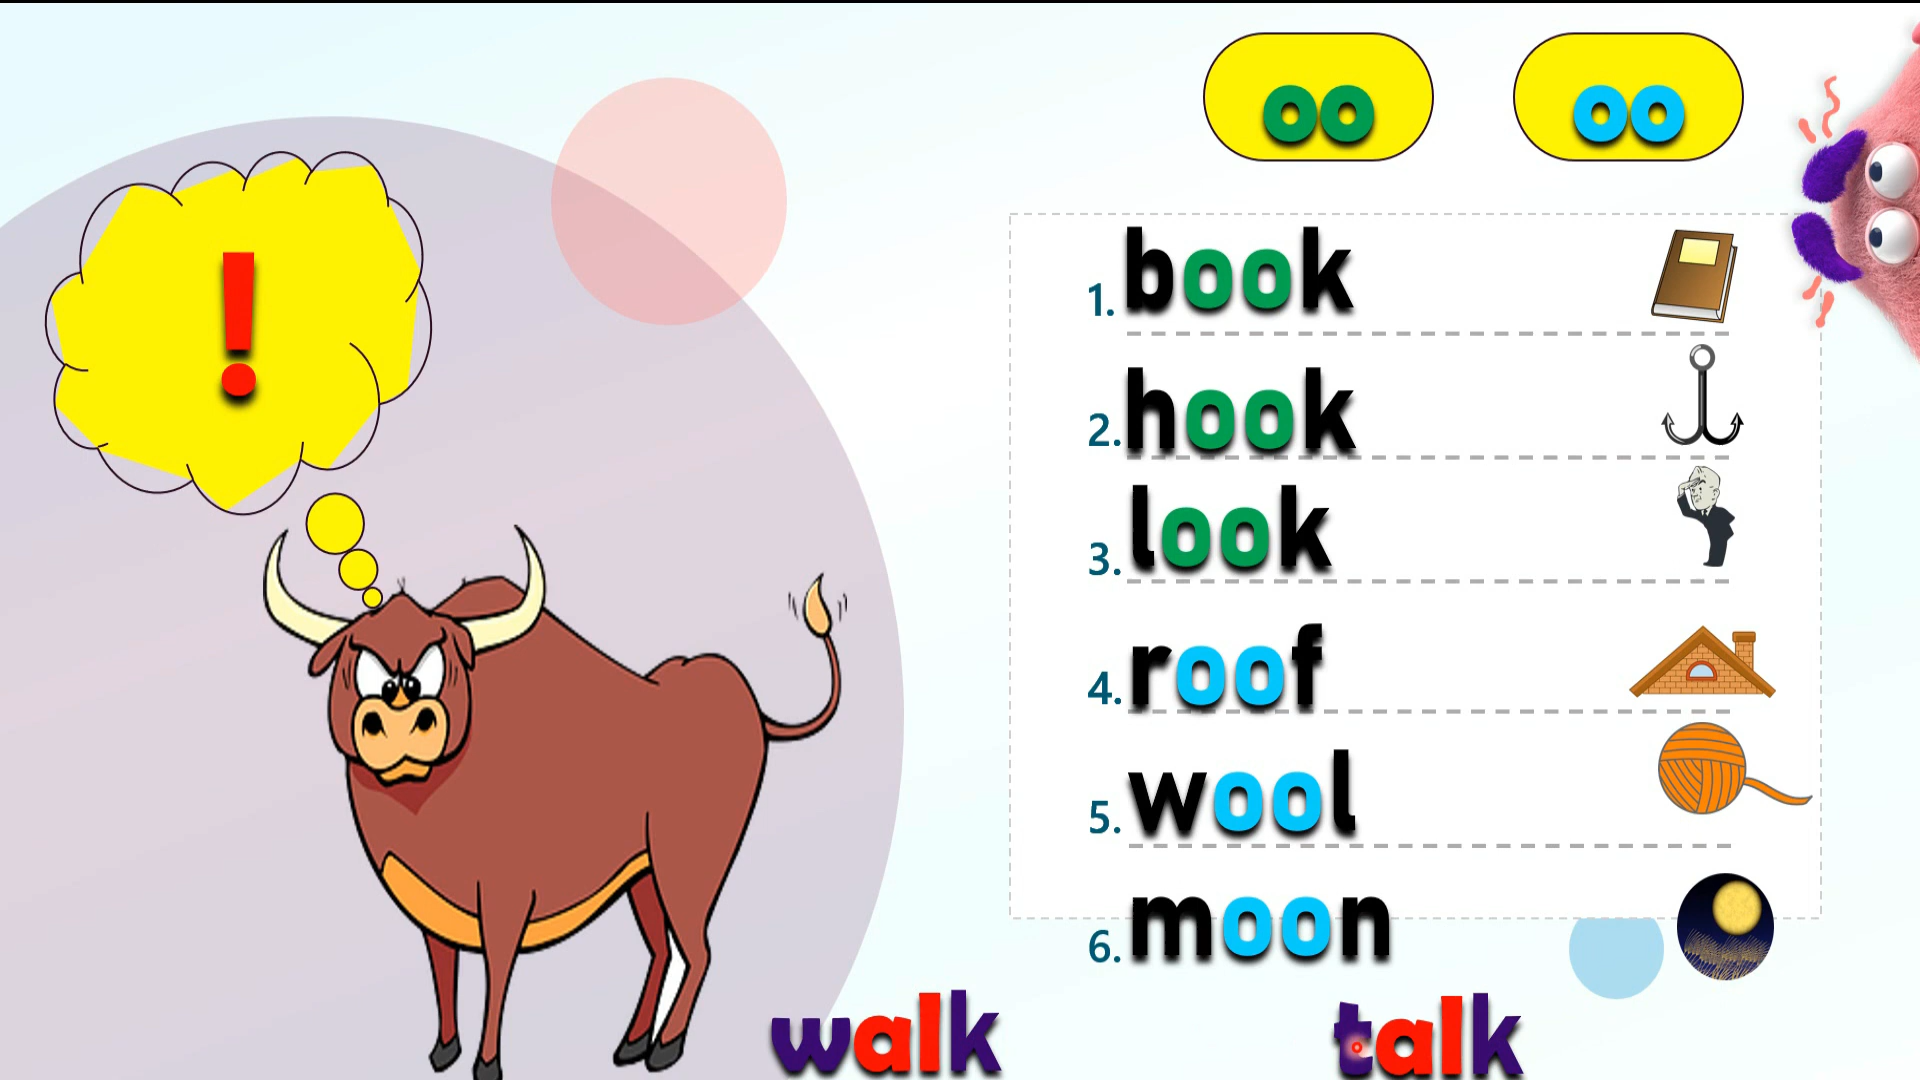 oo oo
!
1. book
2. hook
3. look
4. roof
5. wool
6. moon
walk talk